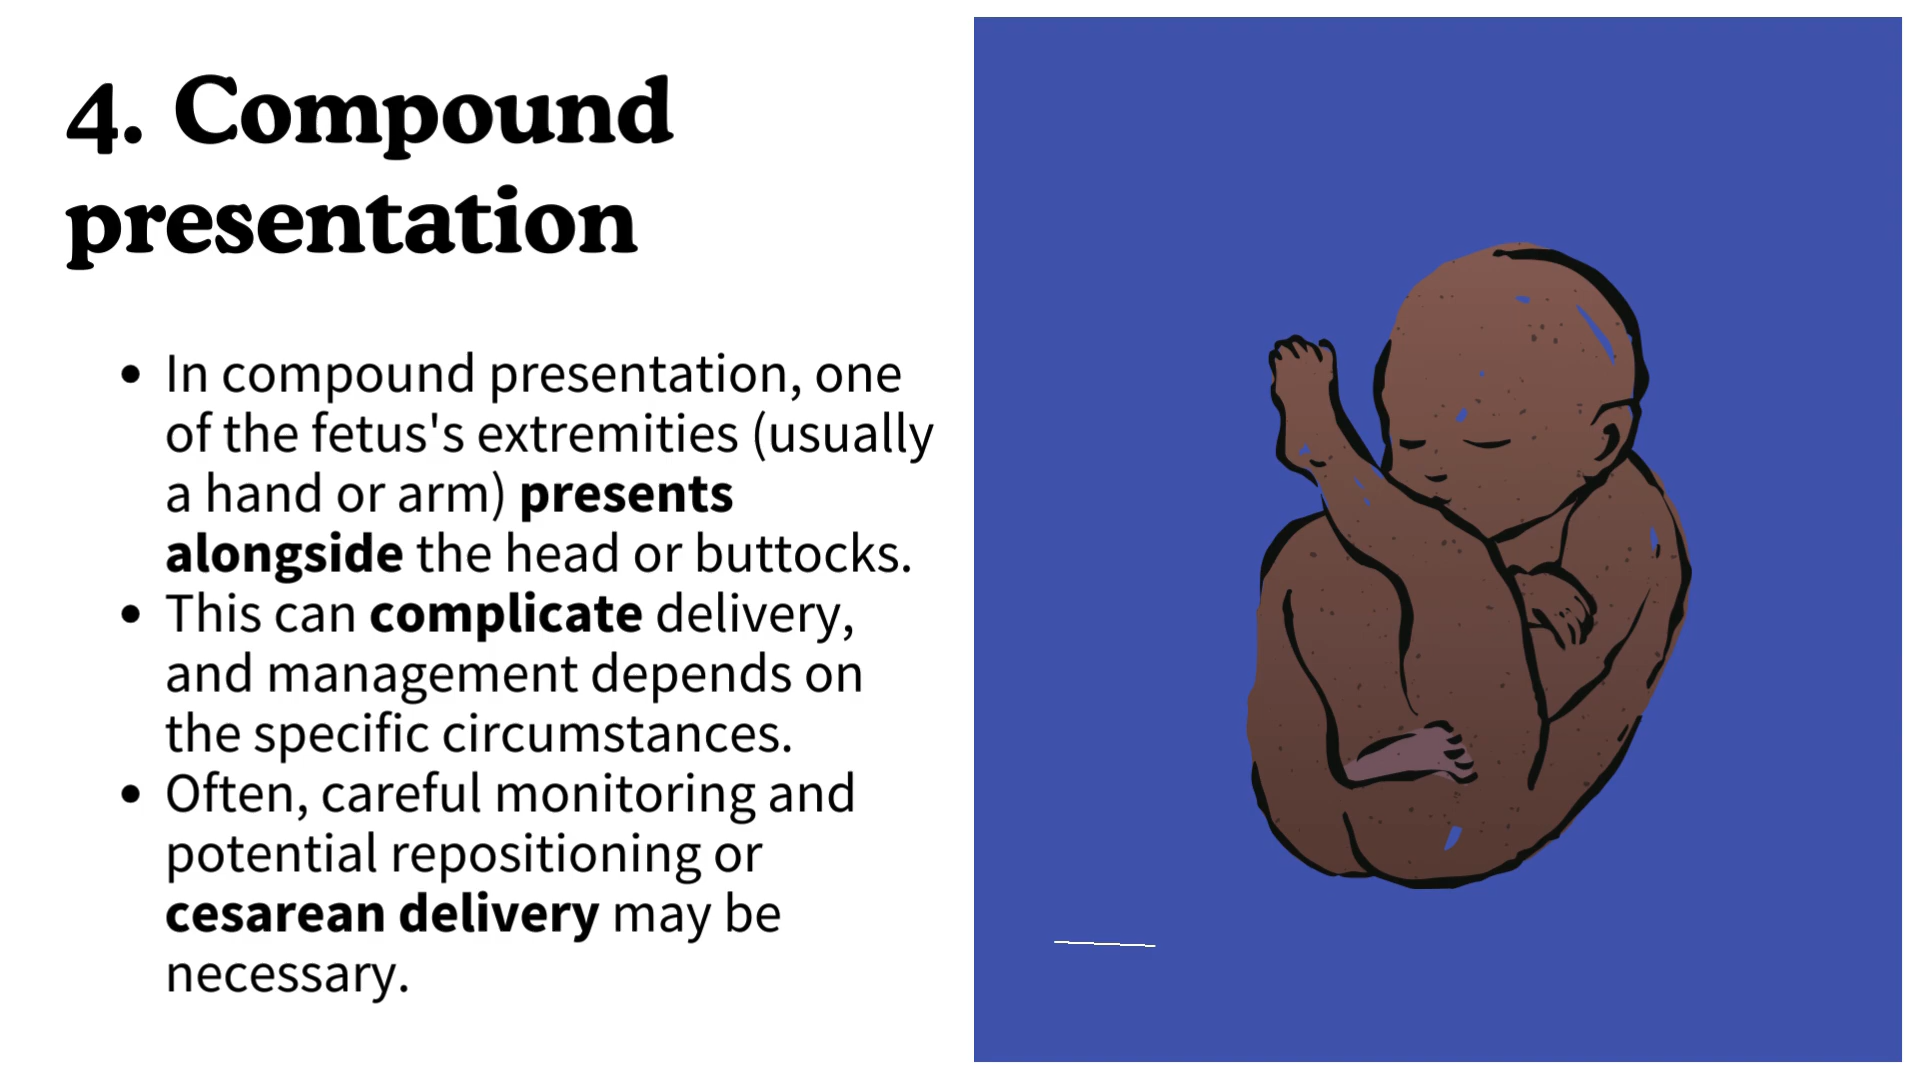 4. Compound
presentation
• In compound presentation, one
of the fetus's extremities (usually
a hand or arm) presents
alongside the head or buttocks.
• This can complicate delivery,
and management depends on
the specific circumstances.
• Often, careful monitoring and
potential repositioning or
cesarean delivery may be
necessary.